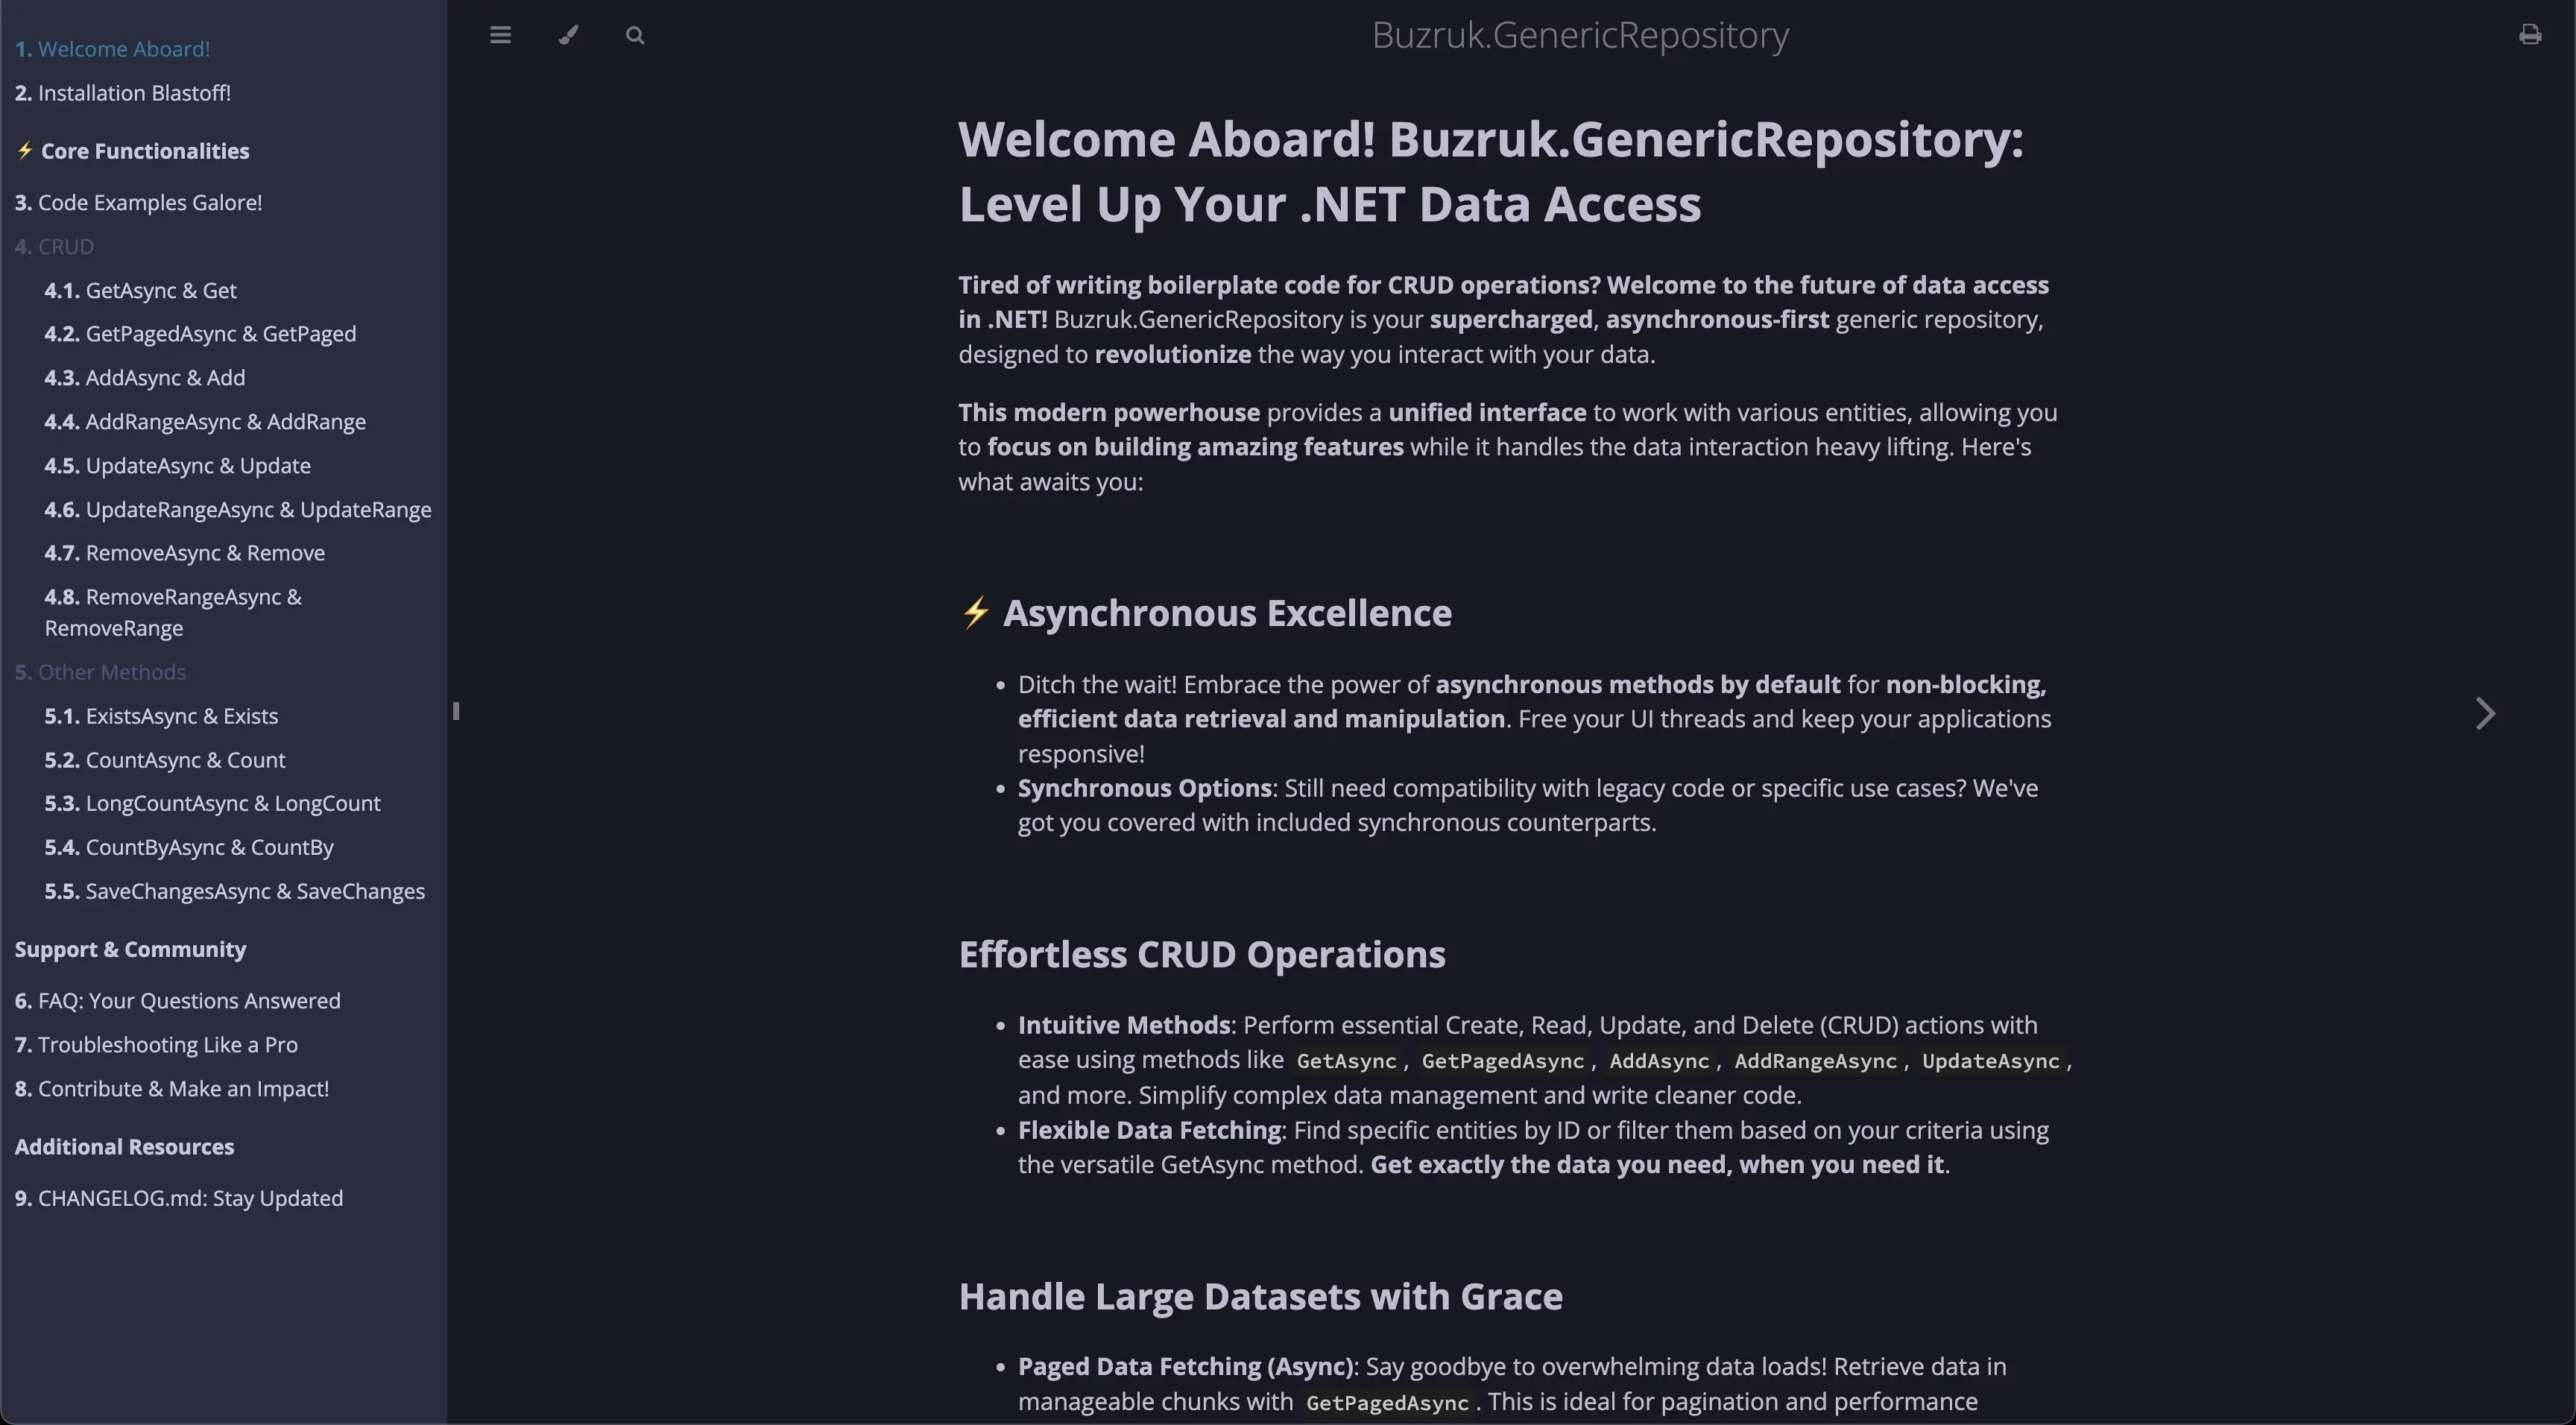 1. Welcome Aboard!
2. Installation Blastoff!
⚡ Core Functionalities
3. Code Examples Galore!
4. CRUD
4.1. GetAsync & Get
4.2. GetPagedAsync & GetPaged
4.3. AddAsync & Add
4.4. AddRangeAsync & AddRange
4.5. UpdateAsync & Update
4.6. UpdateRangeAsync & UpdateRange
4.7. RemoveAsync & Remove
4.8. RemoveRangeAsync &
RemoveRange
5. Other Methods
5.1. ExistsAsync & Exists
5.2. CountAsync & Count
5.3. LongCountAsync & LongCount
5.4. CountByAsync & CountBy
5.5. SaveChangesAsync & SaveChanges
Support & Community
6. FAQ: Your Questions Answered
7. Troubleshooting Like a Pro
8. Contribute & Make an Impact!
Additional Resources
9. CHANGELOG.md: Stay Updated
Buzruk.GenericRepository
Welcome Aboard! Buzruk.GenericRepository:
Level Up Your .NET Data Access
Tired of writing boilerplate code for CRUD operations? Welcome to the future of data access
in .NET! Buzruk.GenericRepository is your supercharged, asynchronous-first generic repository,
designed to revolutionize the way you interact with your data.
This modern powerhouse provides a unified interface to work with various entities, allowing you
to focus on building amazing features while it handles the data interaction heavy lifting. Here's
what awaits you:
⚡ Asynchronous Excellence
• Ditch the wait! Embrace the power of asynchronous methods by default for non-blocking,
efficient data retrieval and manipulation. Free your UI threads and keep your applications
responsive!
• Synchronous Options: Still need compatibility with legacy code or specific use cases? We've
got you covered with included synchronous counterparts.
Effortless CRUD Operations
• Intuitive Methods: Perform essential Create, Read, Update, and Delete (CRUD) actions with
ease using methods like GetAsync, GetPagedAsync, AddAsync, AddRangeAsync, UpdateAsync,
and more. Simplify complex data management and write cleaner code.
• Flexible Data Fetching: Find specific entities by ID or filter them based on your criteria using
the versatile GetAsync method. Get exactly the data you need, when you need it.
Handle Large Datasets with Grace
• Paged Data Fetching (Async): Say goodbye to overwhelming data loads! Retrieve data in
manageable chunks with GetPagedAsync. This is ideal for pagination and performance